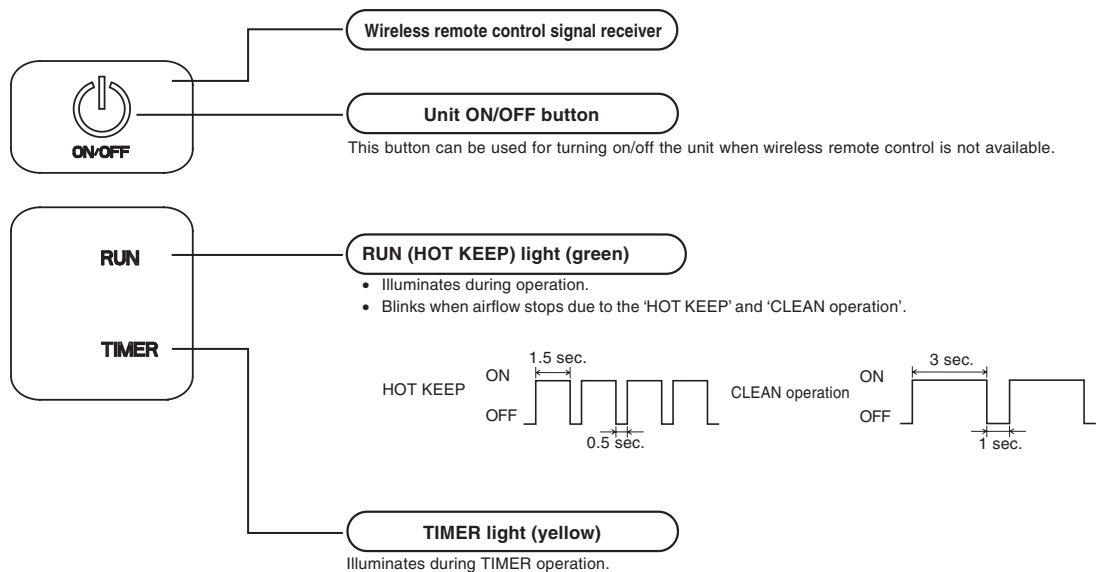 Wireless remote control signal receiver
Unit ON/OFF button
ON/OFF
This button can be used for turning on/off the unit when wireless remote control is not available.
RUN
RUN (HOT KEEP) light (green)
• Illuminates during operation.
• Blinks when airflow stops due to the ‘HOT KEEP’ and ‘CLEAN operation’.
TIMER
1.5 sec.
HOT KEEP
ON
OFF
0.5 sec.
CLEAN operation
3 sec.
ON
OFF
1 sec.
TIMER light (yellow)
Illuminates during TIMER operation.